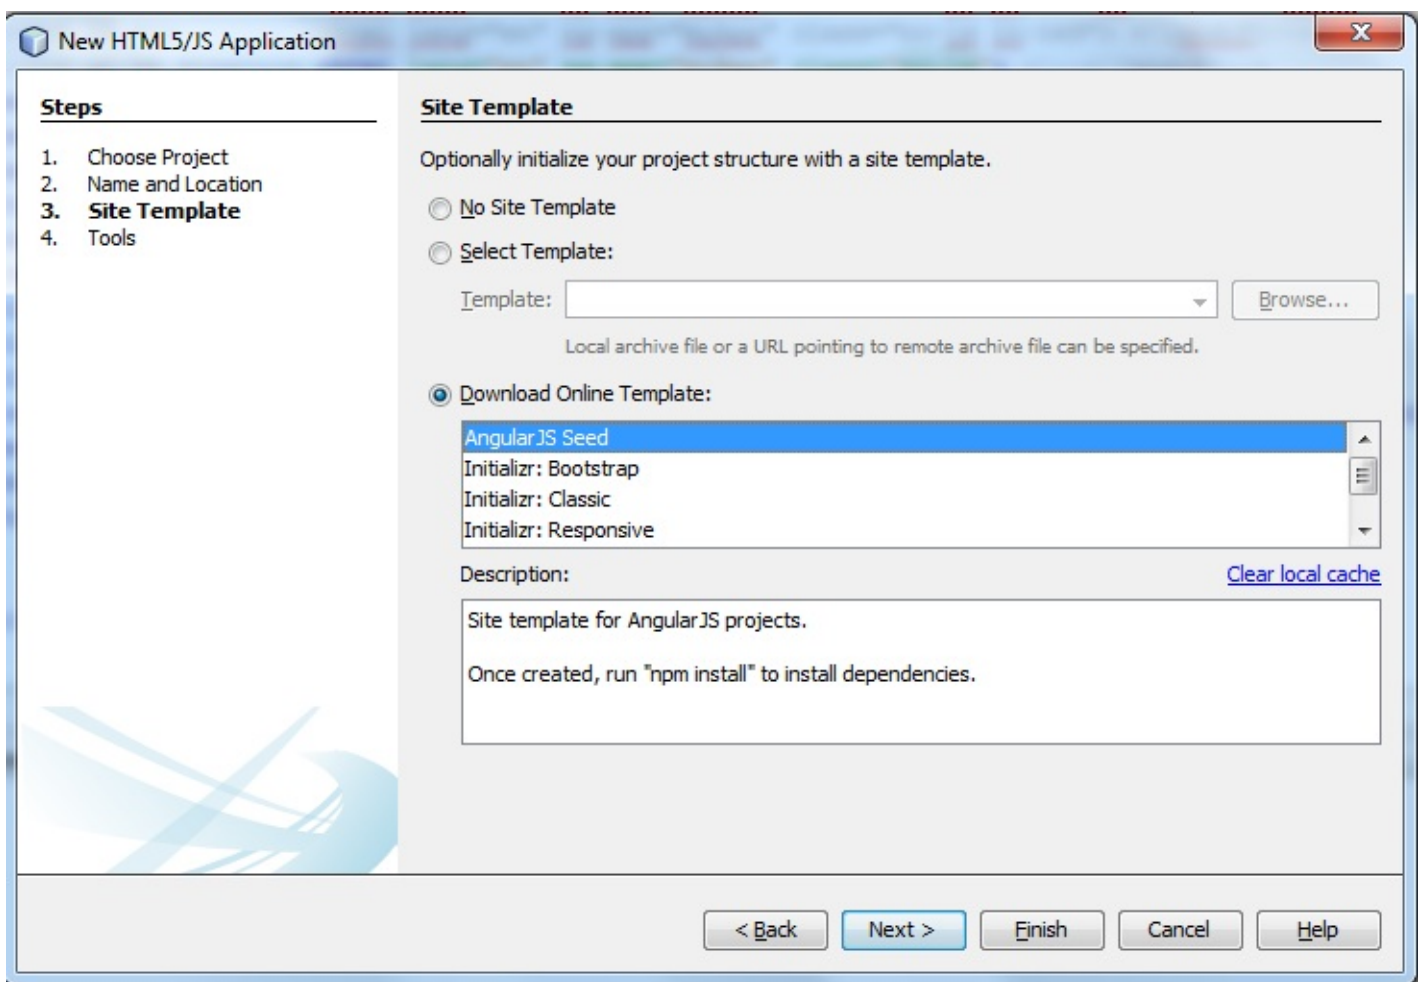 New HTML5/JS Application
Steps
1. Choose Project
2. Name and Location
3. Site Template
4. Tools
Site Template
Optionally initialize your project structure with a site template.
No Site Template
Select Template:
Template:
Browse...
Local archive file or a URL pointing to remote archive file can be specified.
Download Online Template:
AngularJS Seed
Initializr: Bootstrap
Initializr: Classic
Initializr: Responsive
Description:
Clear local cache
Site template for AngularJS projects.
Once created, run "npm install" to install dependencies.
< Back
Next >
Finish
Cancel
Help